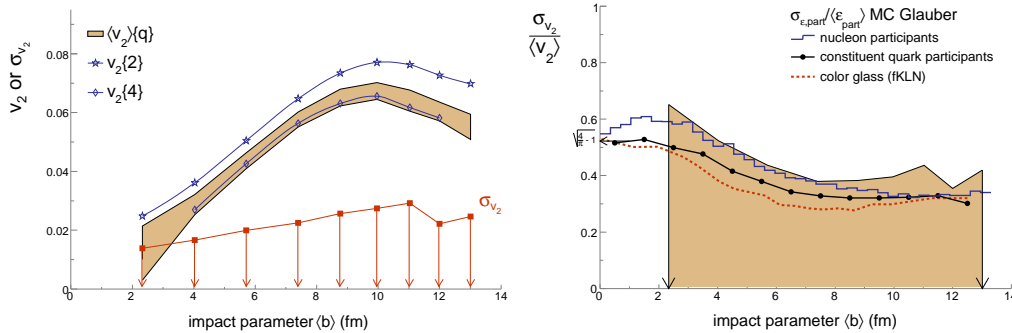 v2 or σv2
0.08
0.06
0.04
0.02
0
⟨v2⟩{q}
v2{2}
v2{4}
σv2
0 2 4 6 8 10 12 14
impact parameter ⟨b⟩ (fm)
σv2
⟨v2⟩
σε,part/⟨εpart⟩ MC Glauber
nucleon participants
constituent quark participants
color glass (fKLN)
1
0.8
0.6
√4/π - 1
0.4
0.2
0
0 2 4 6 8 10 12 14
impact parameter ⟨b⟩ (fm)